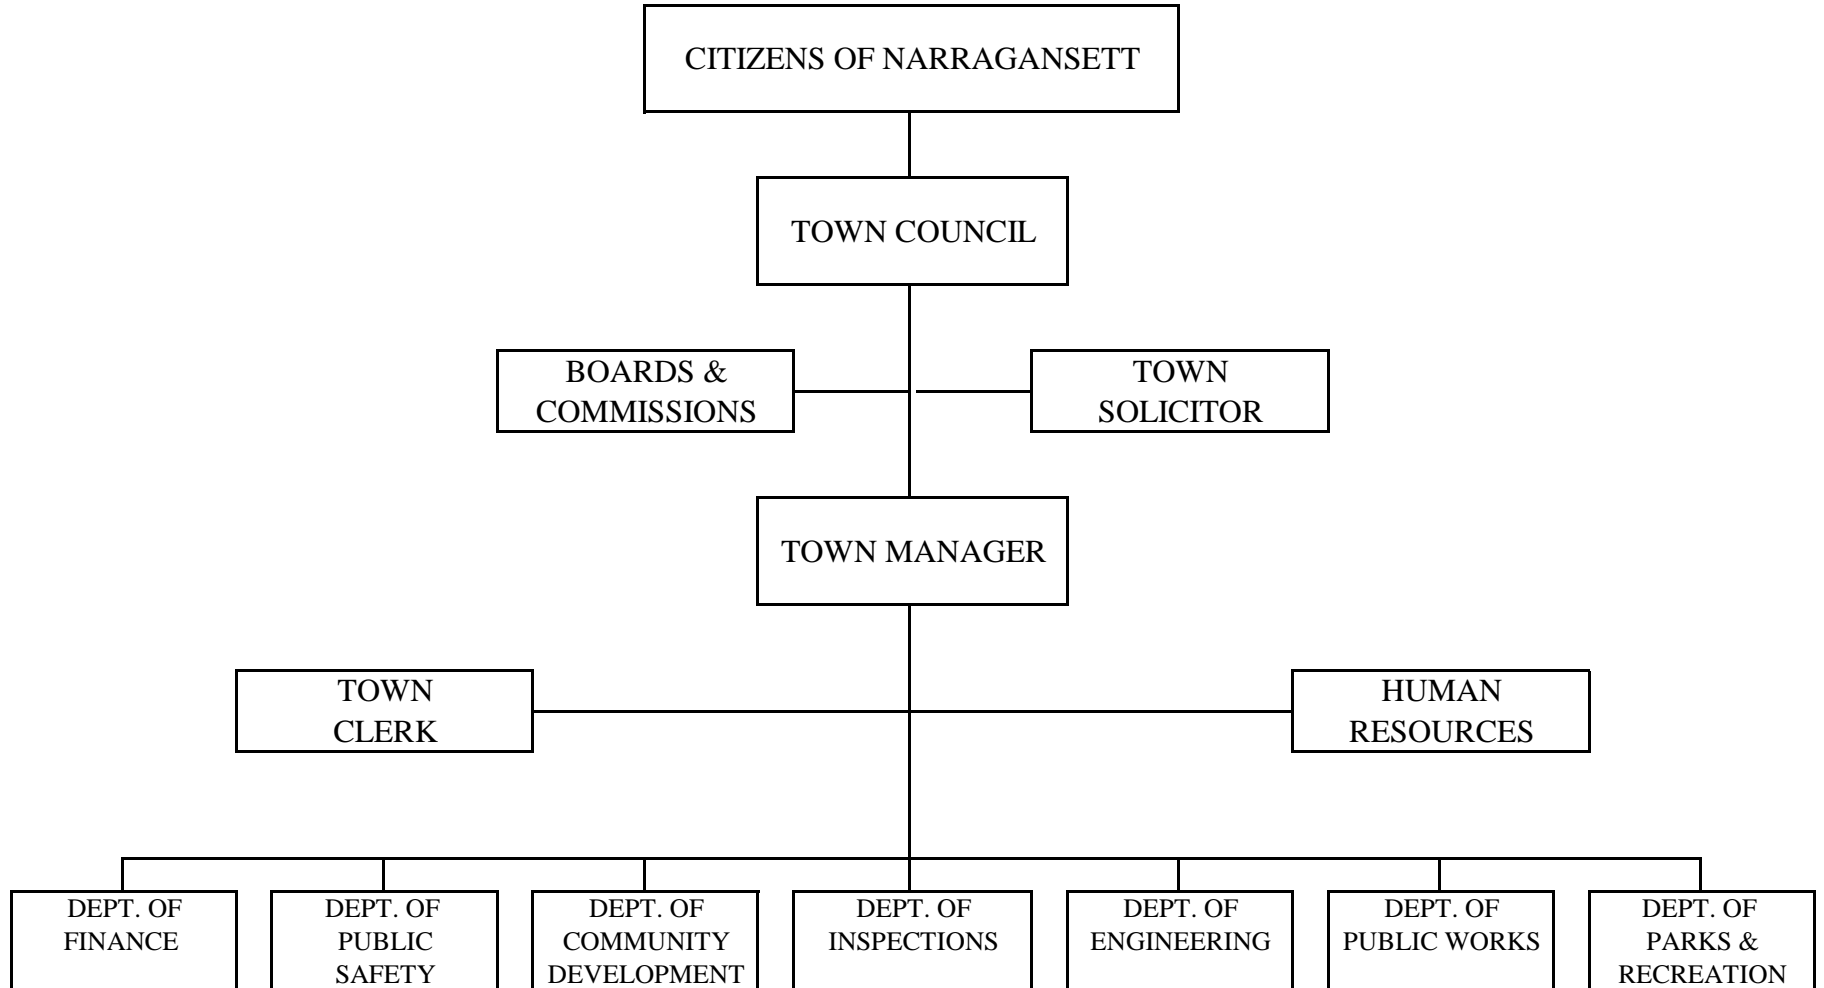 CITIZENS OF NARRAGANSETT
TOWN COUNCIL
BOARDS &
COMMISSIONS
TOWN
SOLICITOR
TOWN MANAGER
TOWN
CLERK
HUMAN
RESOURCES
DEPT. OF
FINANCE
DEPT. OF
PUBLIC
SAFETY
DEPT. OF
COMMUNITY
DEVELOPMENT
DEPT. OF
INSPECTIONS
DEPT. OF
ENGINEERING
DEPT. OF
PUBLIC WORKS
DEPT. OF
PARKS &
RECREATION